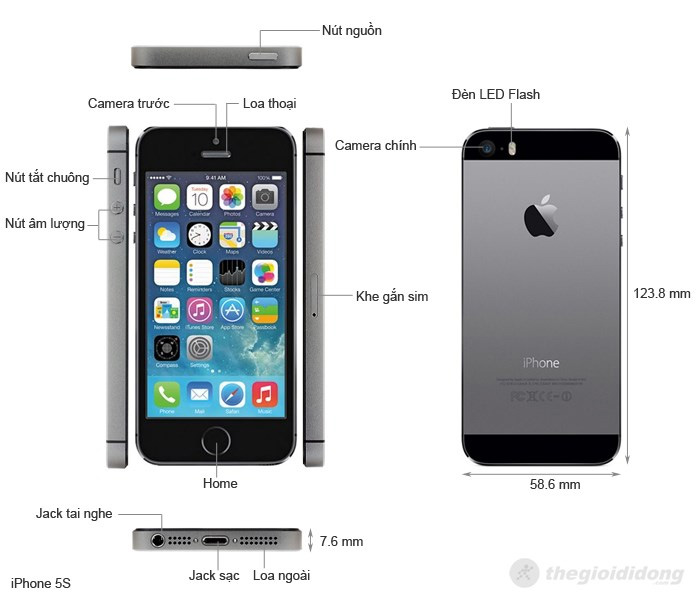 Nút nguồn
Camera trước
Loa thoại
Đèn LED Flash
Camera chính
Nút tắt chuông
Nút âm lượng
9:41 AM
100%
Tuesday
10
Messages Calendar Photos Camera
Weather Clock Maps Videos
Notes Reminders Stocks Game Center
Newsstand iTunes Store App Store Passbook
Compass Settings
Phone Mail Safari Music
Khe gắn sim
123.8 mm
iPhone
Home
58.6 mm
Jack tai nghe
7.6 mm
Jack sạc
Loa ngoài
iPhone 5S
thegioididong